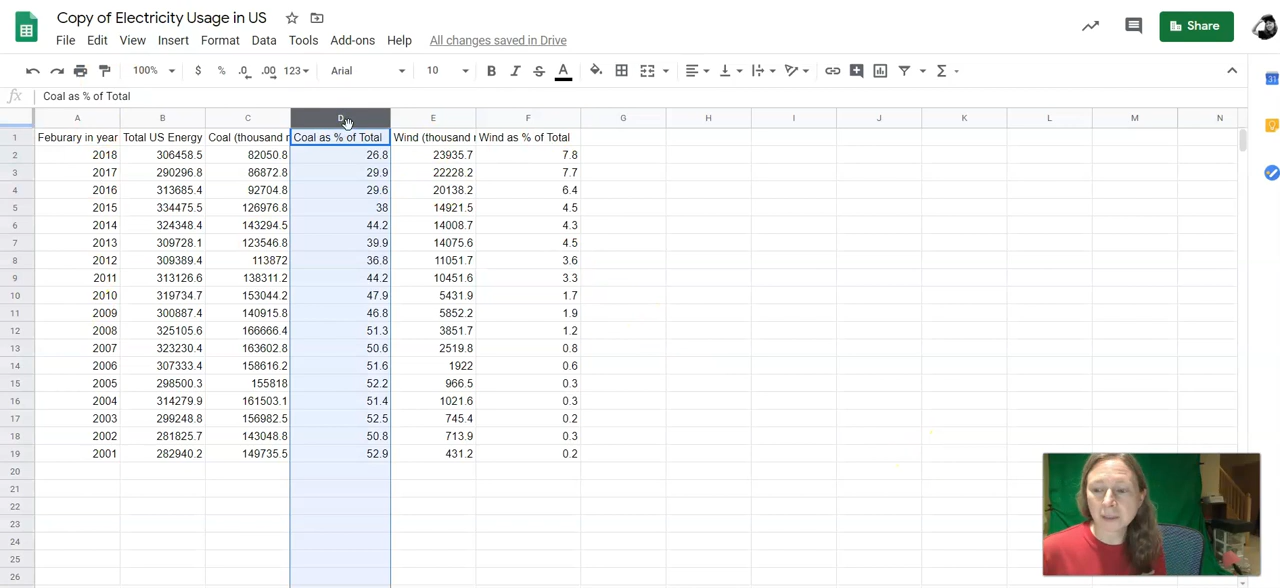 Copy of Electricity Usage in US
File Edit View Insert Format Data Tools Add-ons Help All changes saved in Drive
Share
100% $ % .0 .00 123 Arial 10 B I S A Σ
31
fx Coal as % of Total
A B C D E F G H I J K L M N
1 Feburary in year Total US Energy Coal (thousand Coal as % of Total Wind (thousand Wind as % of Total
2 2018 306458.5 82050.8 26.8 23935.7 7.8
3 2017 290296.8 86872.8 29.9 22228.2 7.7
4 2016 313685.4 92704.8 29.6 20138.2 6.4
5 2015 334475.5 126976.8 38 14921.5 4.5
6 2014 324348.4 143294.5 44.2 14008.7 4.3
7 2013 309728.1 123546.8 39.9 14075.6 4.5
8 2012 309389.4 113872 36.8 11051.7 3.6
9 2011 313126.6 138311.2 44.2 10451.6 3.3
10 2010 319734.7 153044.2 47.9 5431.9 1.7
11 2009 300887.4 140915.8 46.8 5852.2 1.9
12 2008 325105.6 166666.4 51.3 3851.7 1.2
13 2007 323230.4 163602.8 50.6 2519.8 0.8
14 2006 307333.4 158616.2 51.6 1922 0.6
15 2005 298500.3 155818 52.2 966.5 0.3
16 2004 314279.9 161503.1 51.4 1021.6 0.3
17 2003 299248.8 156982.5 52.5 745.4 0.2
18 2002 281825.7 143048.8 50.8 713.9 0.3
19 2001 282940.2 149735.5 52.9 431.2 0.2
20
21
22
23
24
25
26